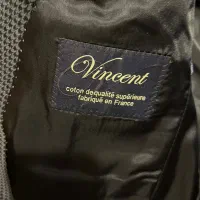 Vincent
coton dequalité supérieure
fabriqué en France